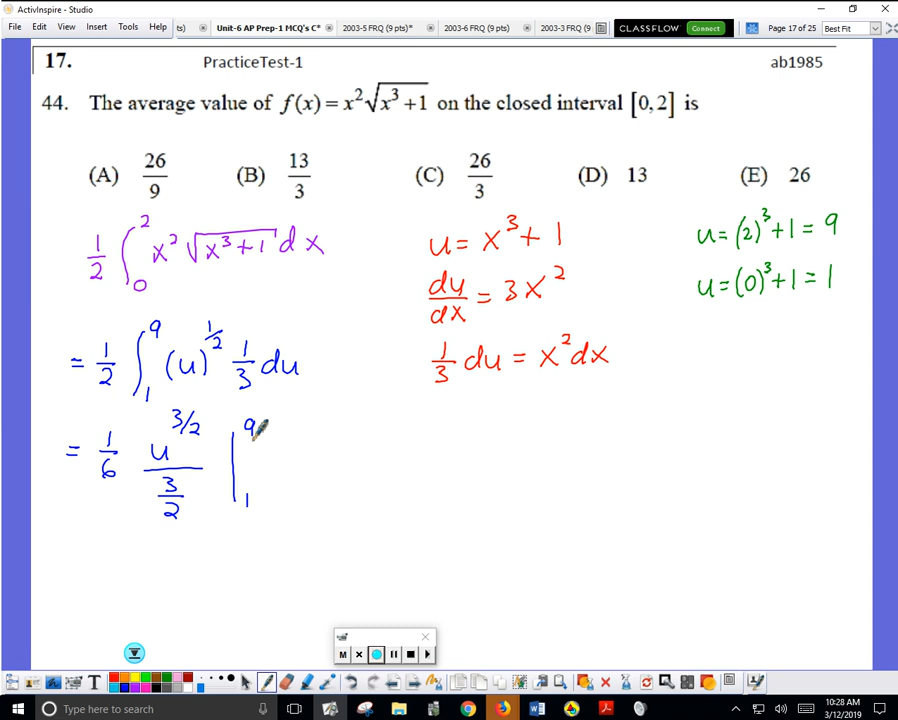 ActivInspire - Studio
File Edit View Insert Tools Help ts) Unit-6 AP Prep-1 MCQ's C* 2003-5 FRQ (9 pts)* 2003-6 FRQ (9 pts) 2003-3 FRQ (9 CLASSFLOW Connect Page 17 of 25 Best Fit
17. PracticeTest-1 ab1985
44. The average value of f(x) = x²√(x³+1) on the closed interval [0,2] is
(A) 26/9 (B) 13/3 (C) 26/3 (D) 13 (E) 26
1/2 ∫₀² x² √(x³+1) dx
u = x³ + 1
du/dx = 3x²
1/3 du = x² dx
u = (2)³ + 1 = 9
u = (0)³ + 1 = 1
= 1/2 ∫₁⁹ (u)^(1/2) 1/3 du
= 1/6 u^(3/2) / (3/2) |₁⁹
M
T
Type here to search
10:28 AM
3/12/2019